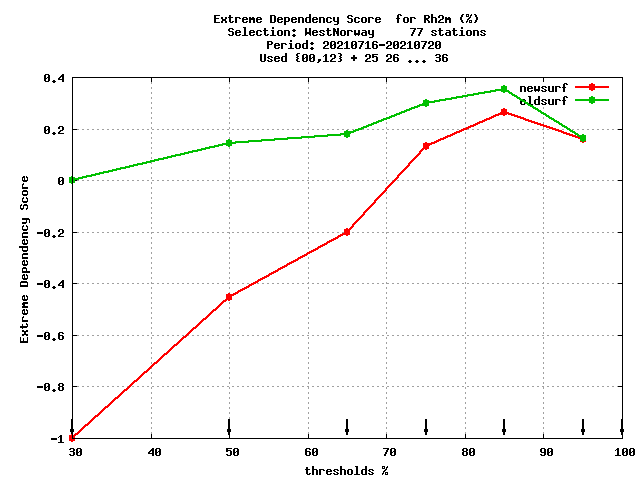 Extreme Dependency Score  for Rh2m (%)
Selection: WestNorway     77 stations
Period: 20210716-20210720
Used {00,12} + 25 26 ... 36
newsurf
oldsurf
Extreme Dependency Score
0.4
0.2
0
-0.2
-0.4
-0.6
-0.8
-1
30 40 50 60 70 80 90 100
thresholds %